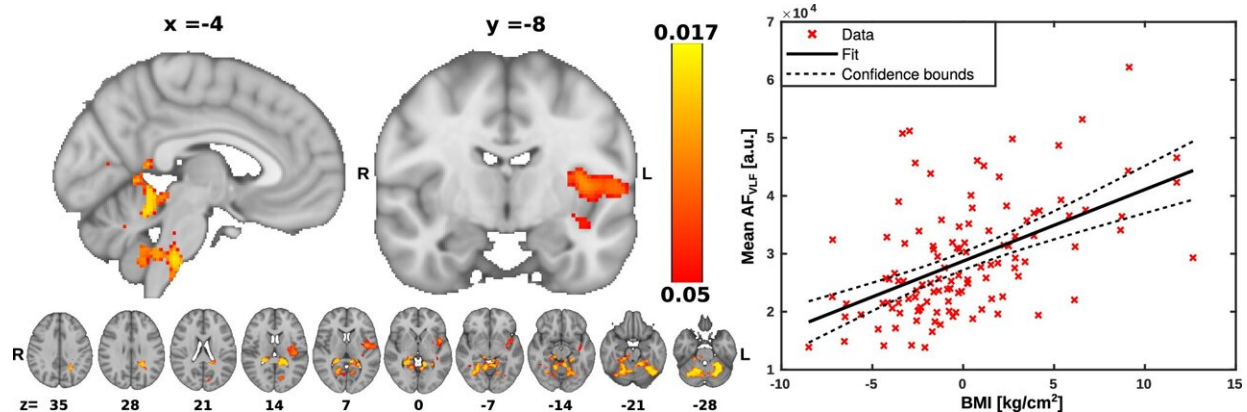 x =-4
y =-8
0.017
0.05
R
L
R
L
z= 35 28 21 14 7 0 -7 -14 -21 -28
×10⁴
Data
Fit
Confidence bounds
Mean AF_VLF [a.u.]
7
6
5
4
3
2
1
-10 -5 0 5 10 15
BMI [kg/cm²]